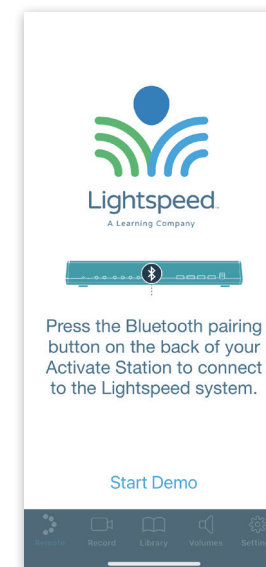 Lightspeed
A Learning Company
Press the Bluetooth pairing
button on the back of your
Activate Station to connect
to the Lightspeed system.
Start Demo
Remote Record Library Volumes